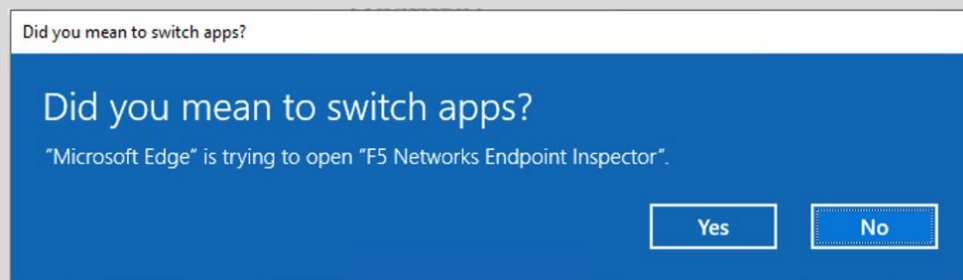 Did you mean to switch apps?
Did you mean to switch apps?
"Microsoft Edge" is trying to open "F5 Networks Endpoint Inspector".
Yes No